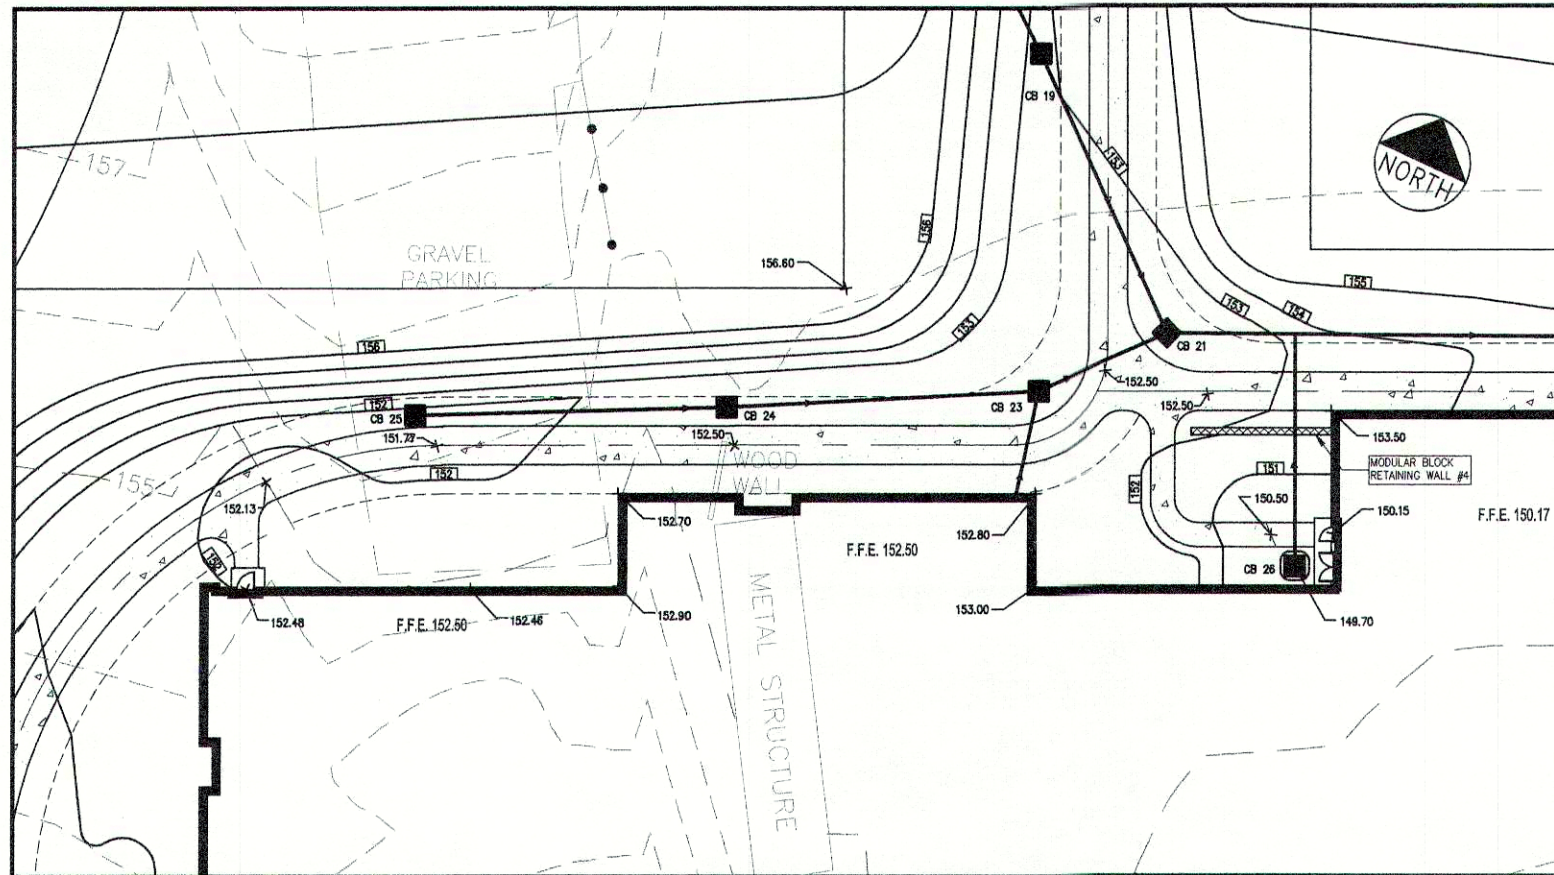 CB 19
153
NORTH
157
GRAVEL
PARKING
156
156.60
155
153
154
156
153
CB 21
152
CB 25
CB 24
CB 23
152.50
152.50
151.77
152.50
153.50
WOOD
WALL
152
MODULAR BLOCK
RETAINING WALL #4
151
155
152
152.13
150.50
152.70
152.80
150.15
F.F.E. 150.17
F.F.E. 152.50
152
CB 26
152.48
F.F.E. 152.50
152.46
152.90
153.00
149.70
METAL STRUCTURE